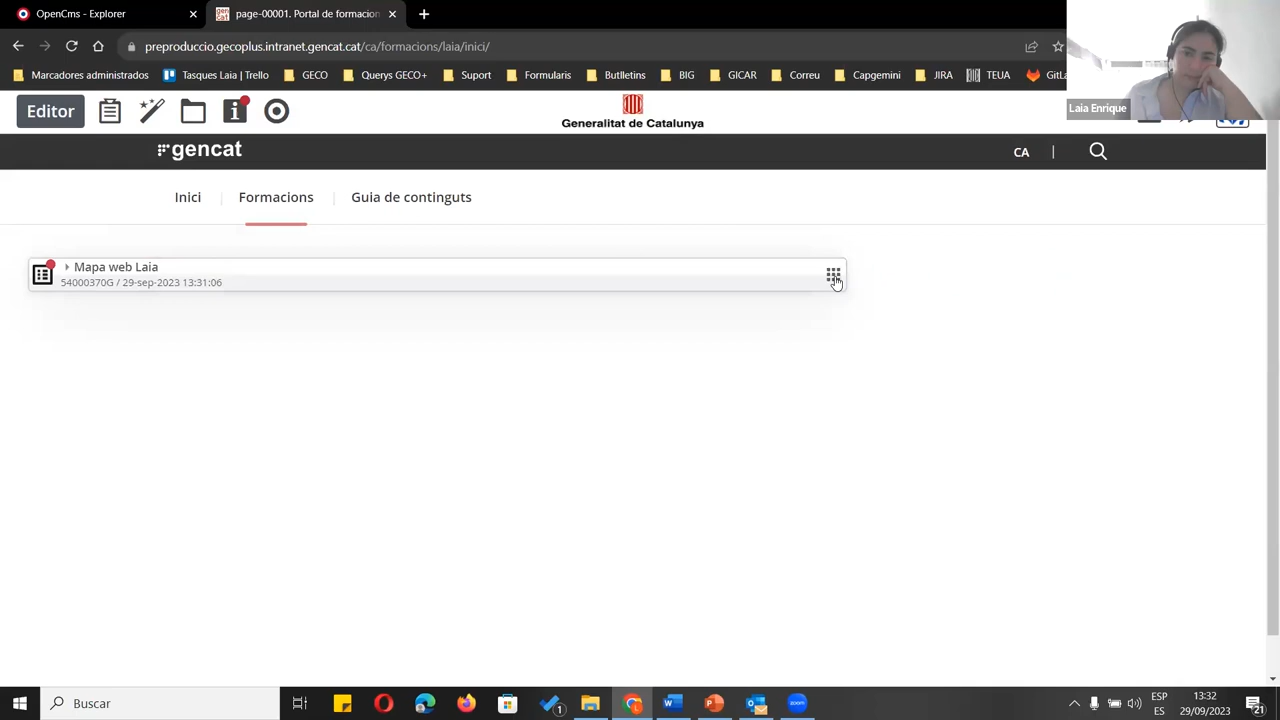 OpenCms - Explorer
page-00001. Portal de formacion
preproduccio.gecoplus.intranet.gencat.cat/ca/formacions/laia/inici/
Marcadores administrados
Tasques Laia | Trello
GECO
Suport
Formularis
Butlletins
BIG
GICAR
Correu
Capgemini
JIRA
TEUA
GitL
Laia Enrique
Editor
Generalitat de Catalunya
gencat
CA
Inici
Formacions
Guia de continguts
Mapa web Laia
54000370G / 29-sep-2023 13:31:06
Buscar
1
ESP
ES
13:32
29/09/2023
21